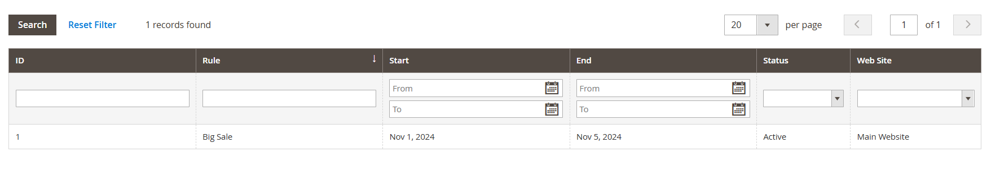 Search Reset Filter 1 records found 20 per page 1 of 1
ID Rule Start End Status Web Site
From From
To To
1 Big Sale Nov 1, 2024 Nov 5, 2024 Active Main Website